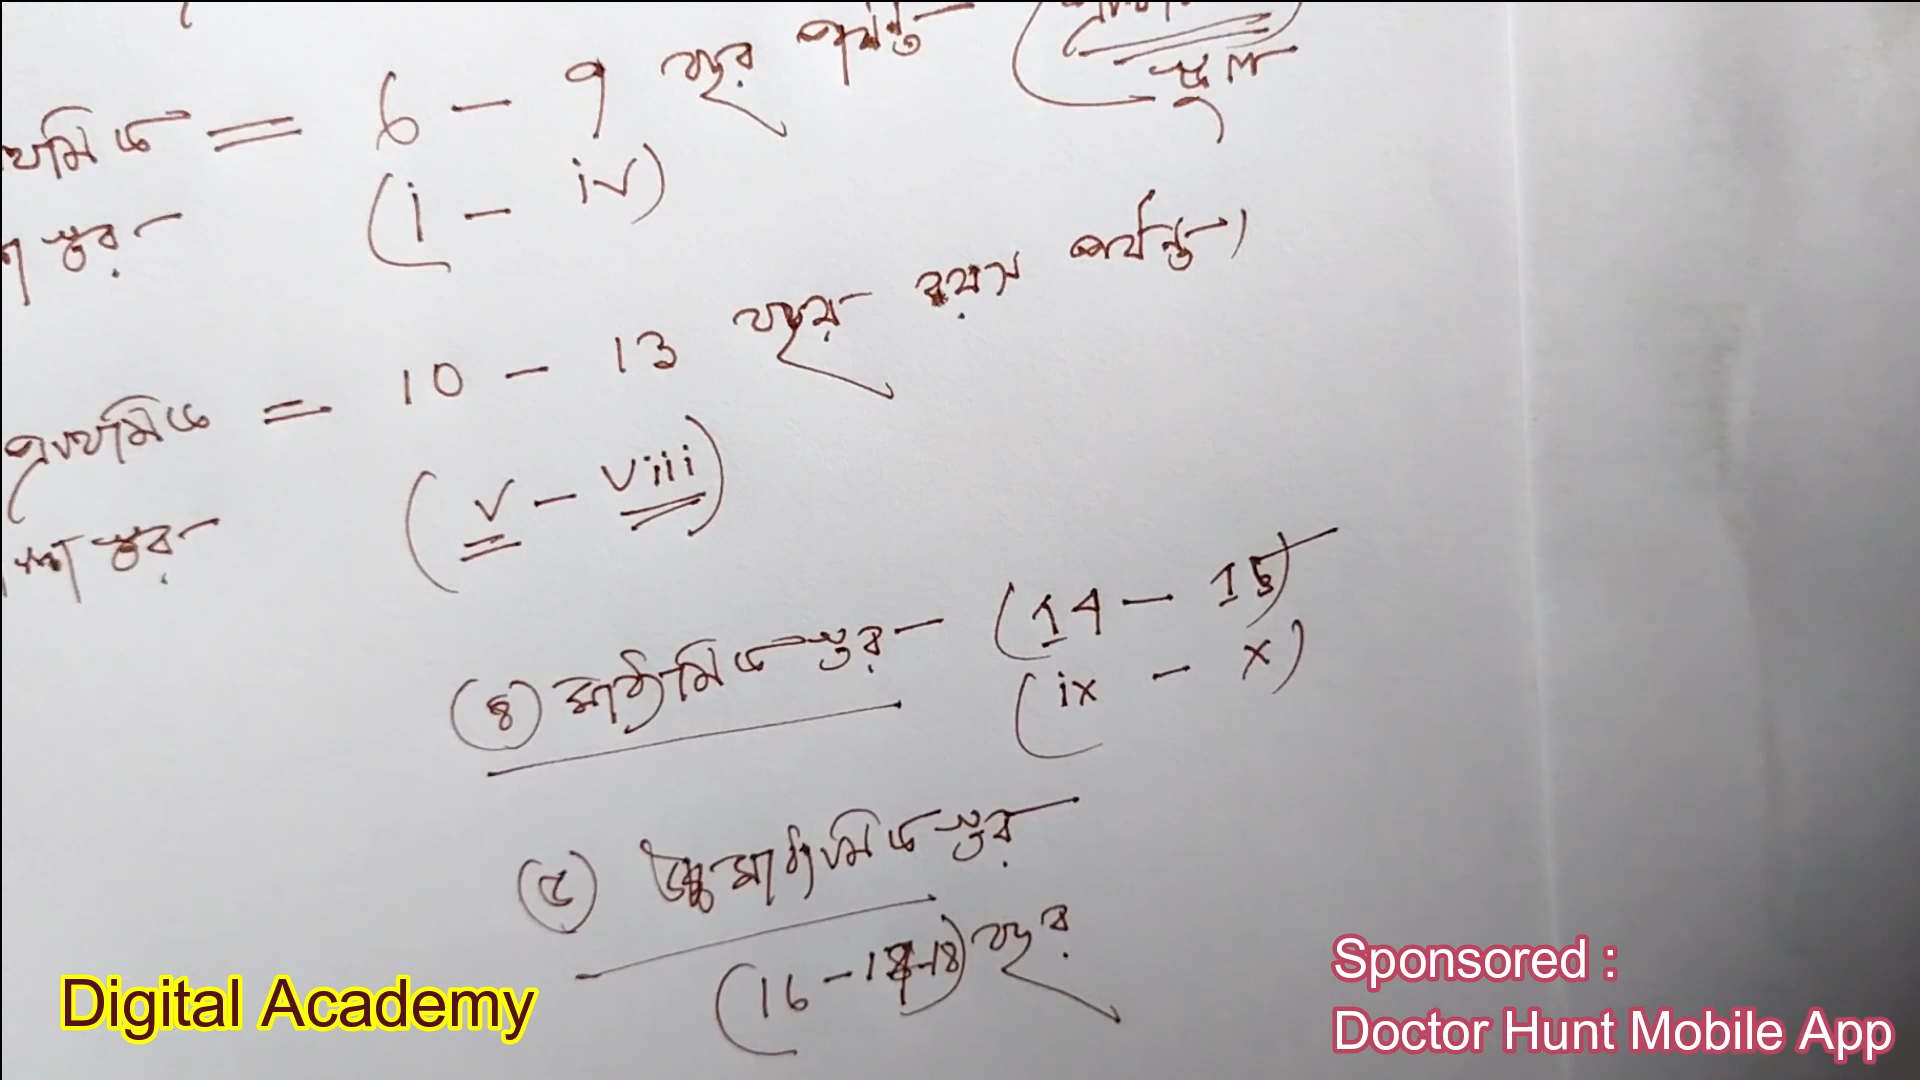 থমিক = 6 - 9 বছর পর্যন্ত
স্কুল
স্তর (i - iv)
প্রাথমিক = 10 - 13 বছর বয়স পর্যন্ত।
স্তর (v - viii)
(৪) মাধ্যমিক স্তর - (14 - 15)
(ix - x)
(৫) উচ্চমাধ্যমিক স্তর
(16 - 18) বছর
Digital Academy
Sponsored :
Doctor Hunt Mobile App